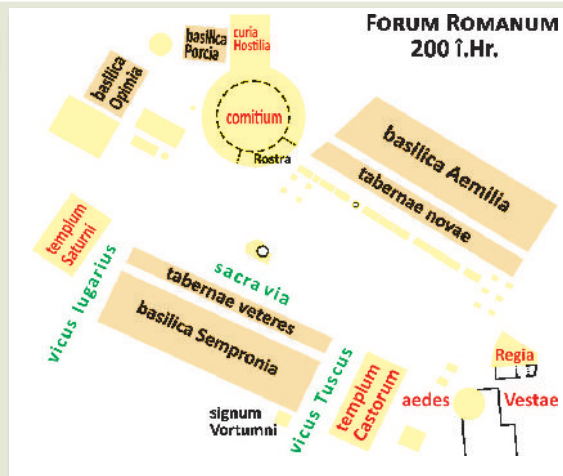 FORUM ROMANUM
200 Î.Hr.
basilica
Porcia
curia
Hostilia
basilica
Opimia
comitium
Rostra
basilica Aemilia
tabernae novae
templum
Saturni
vicus Iugarius
sacra via
tabernae veteres
basilica Sempronia
signum
Vortumni
vicus Tuscus
templum
Castorum
Regia
aedes Vestae